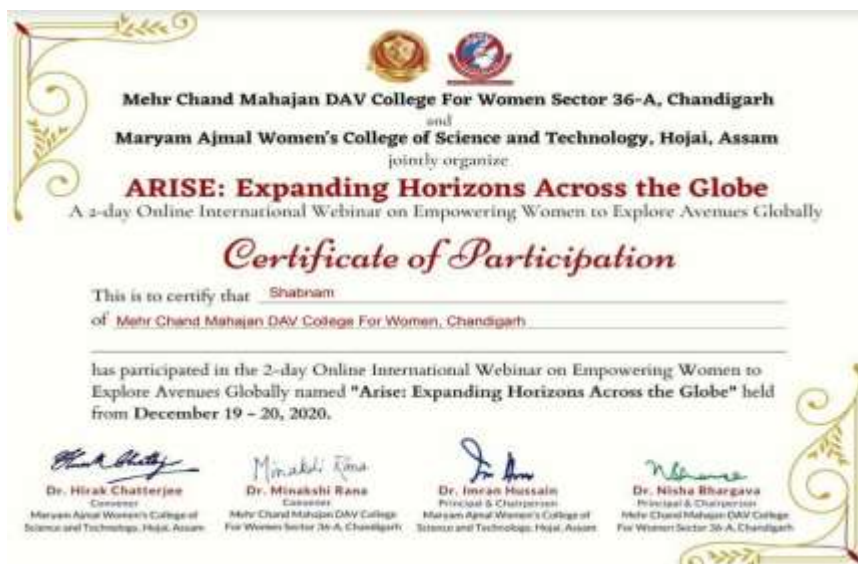 Mehr Chand Mahajan DAV College For Women Sector 36-A, Chandigarh
and
Maryam Ajmal Women's College of Science and Technology, Hojai, Assam
jointly organize
ARISE: Expanding Horizons Across the Globe
A 2-day Online International Webinar on Empowering Women to Explore Avenues Globally
Certificate of Participation
This is to certify that Shabnam
of Mehr Chand Mahajan DAV College For Women, Chandigarh
has participated in the 2-day Online International Webinar on Empowering Women to
Explore Avenues Globally named "Arise: Expanding Horizons Across the Globe" held
from December 19 - 20, 2020.
Minakshi Rana
Dr. Hirak Chatterjee
Convener
Maryam Ajmal Women's College of
Science and Technology, Hojai, Assam
Dr. Minakshi Rana
Convener
Mehr Chand Mahajan DAV College
For Women Sector 36-A, Chandigarh
Dr. Imran Hussain
Principal & Chairperson
Maryam Ajmal Women's College of
Science and Technology, Hojai, Assam
Dr. Nisha Bhargava
Principal & Chairperson
Mehr Chand Mahajan DAV College
For Women Sector 36-A, Chandigarh